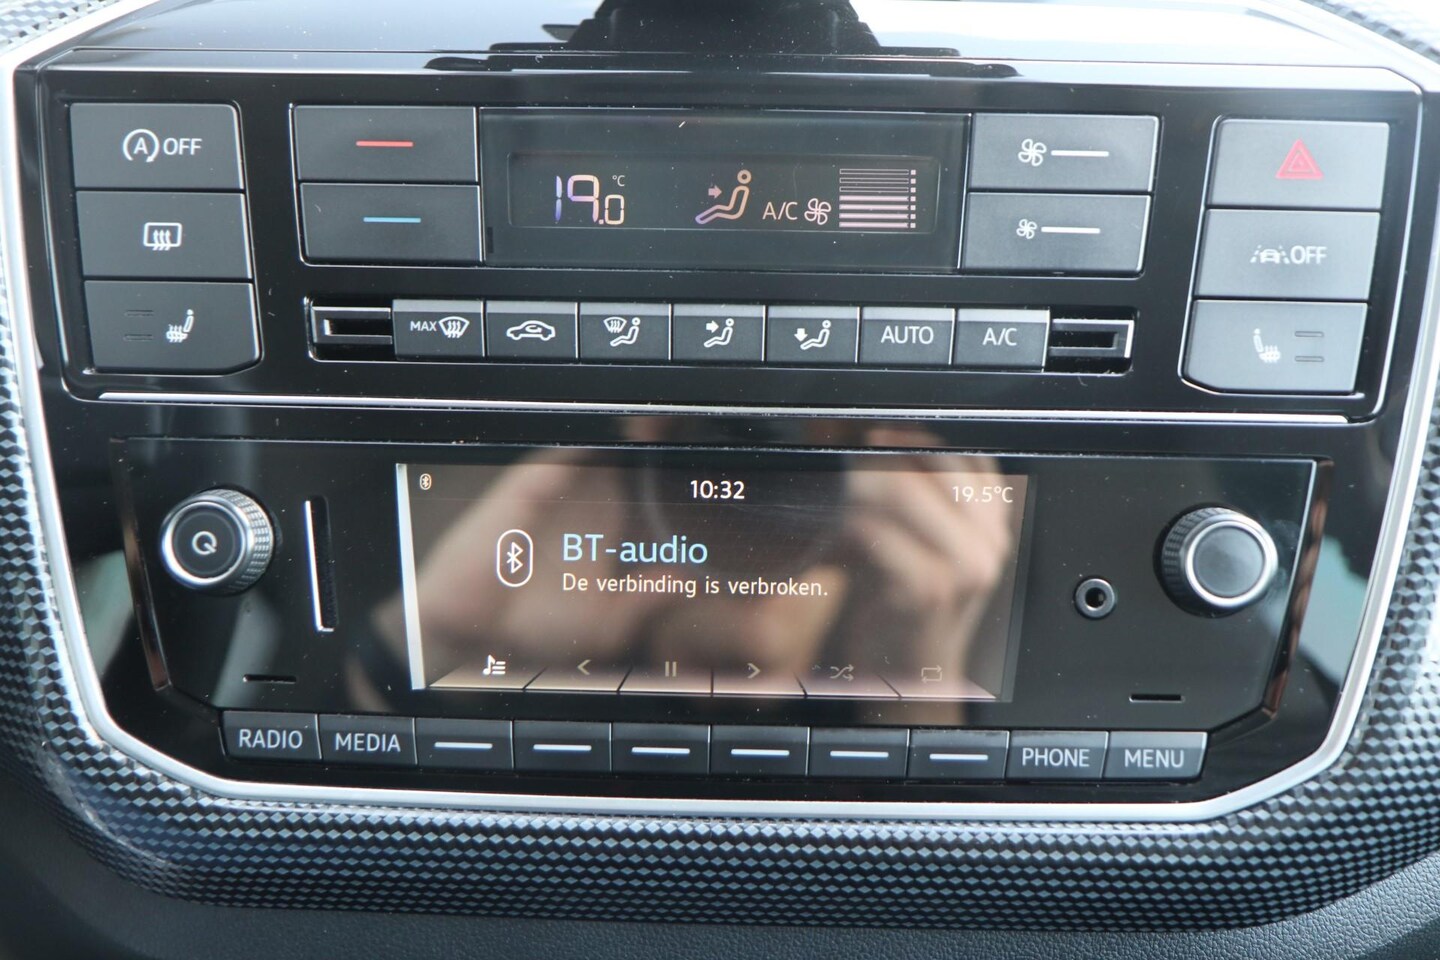 A OFF
19.0 °C
A/C
OFF
MAX
AUTO
A/C
10:32
19.5°C
BT-audio
De verbinding is verbroken.
RADIO
MEDIA
PHONE
MENU